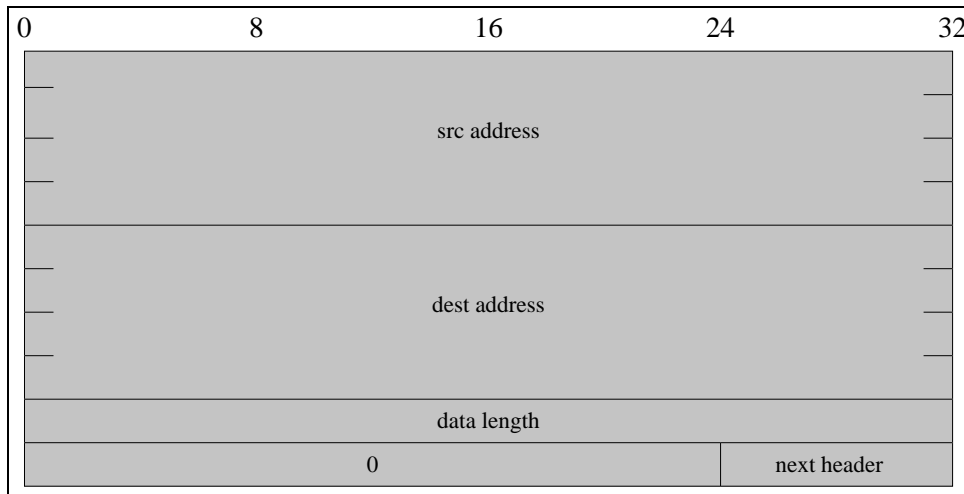 0 8 16 24 32
src address
dest address
data length
0 next header